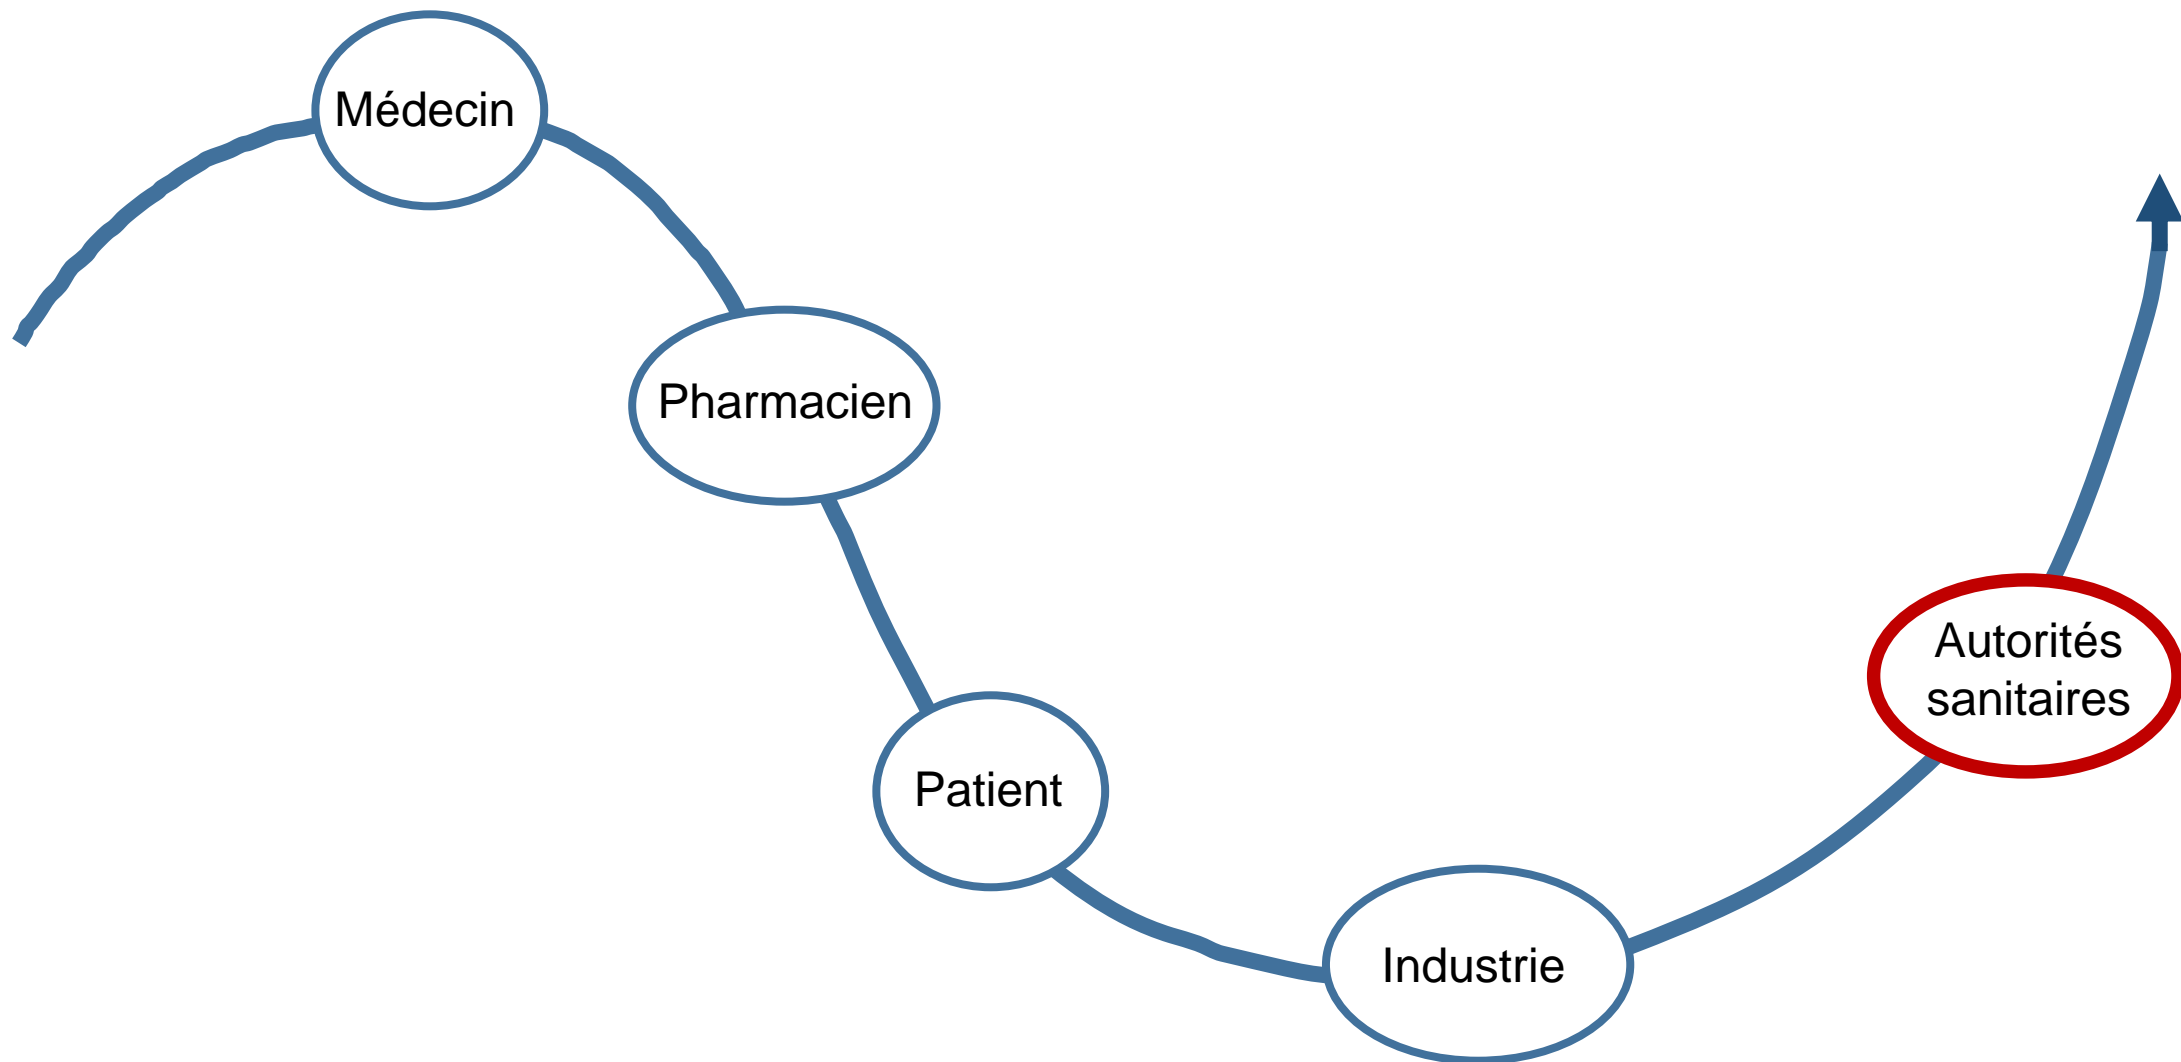 Médecin
Pharmacien
Patient
Industrie
Autorités
sanitaires